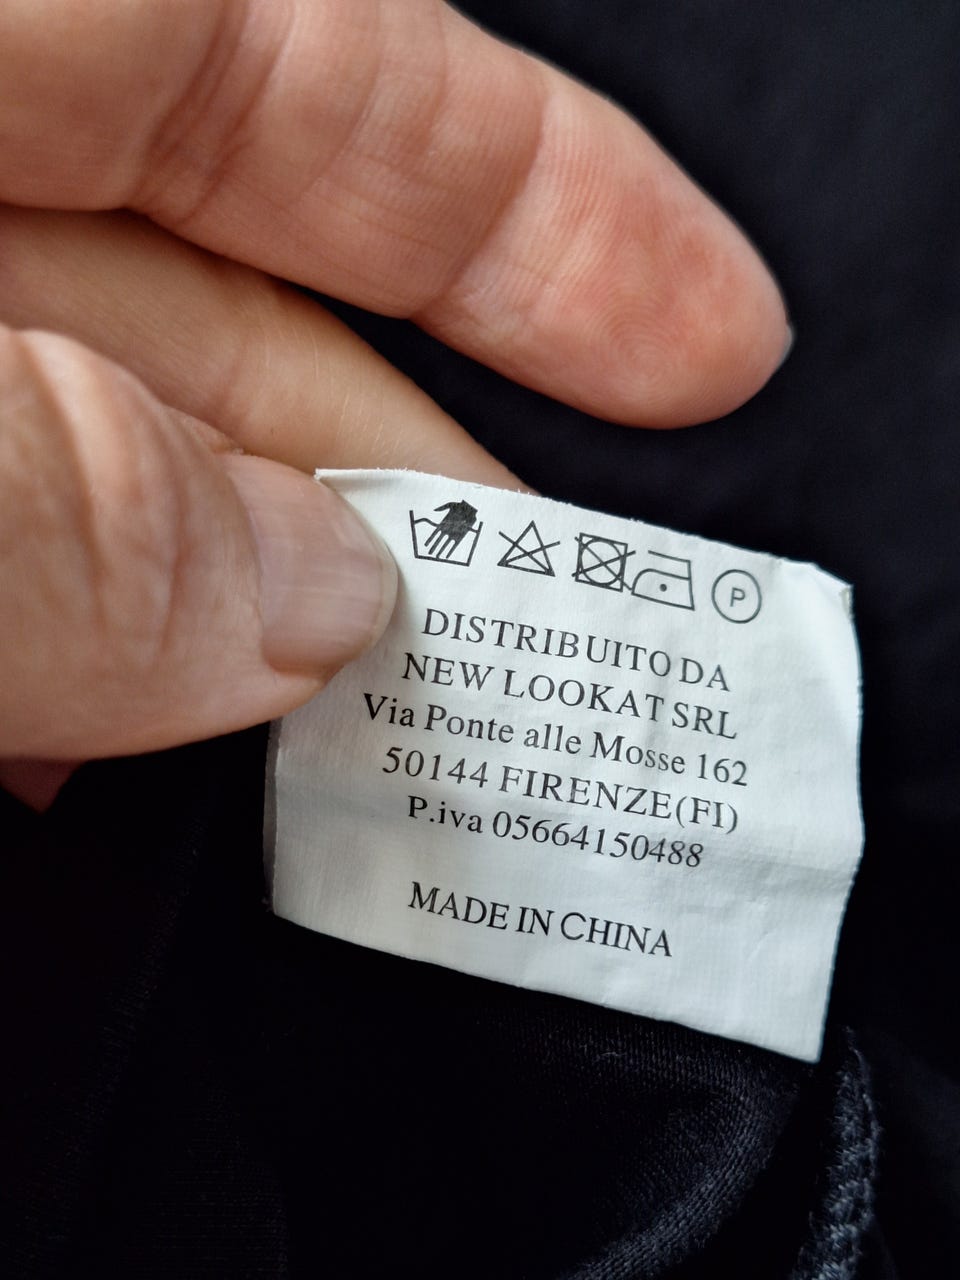 P
DISTRIBUITO DA
NEW LOOKAT SRL
Via Ponte alle Mosse 162
50144 FIRENZE(FI)
P.iva 05664150488
MADE IN CHINA